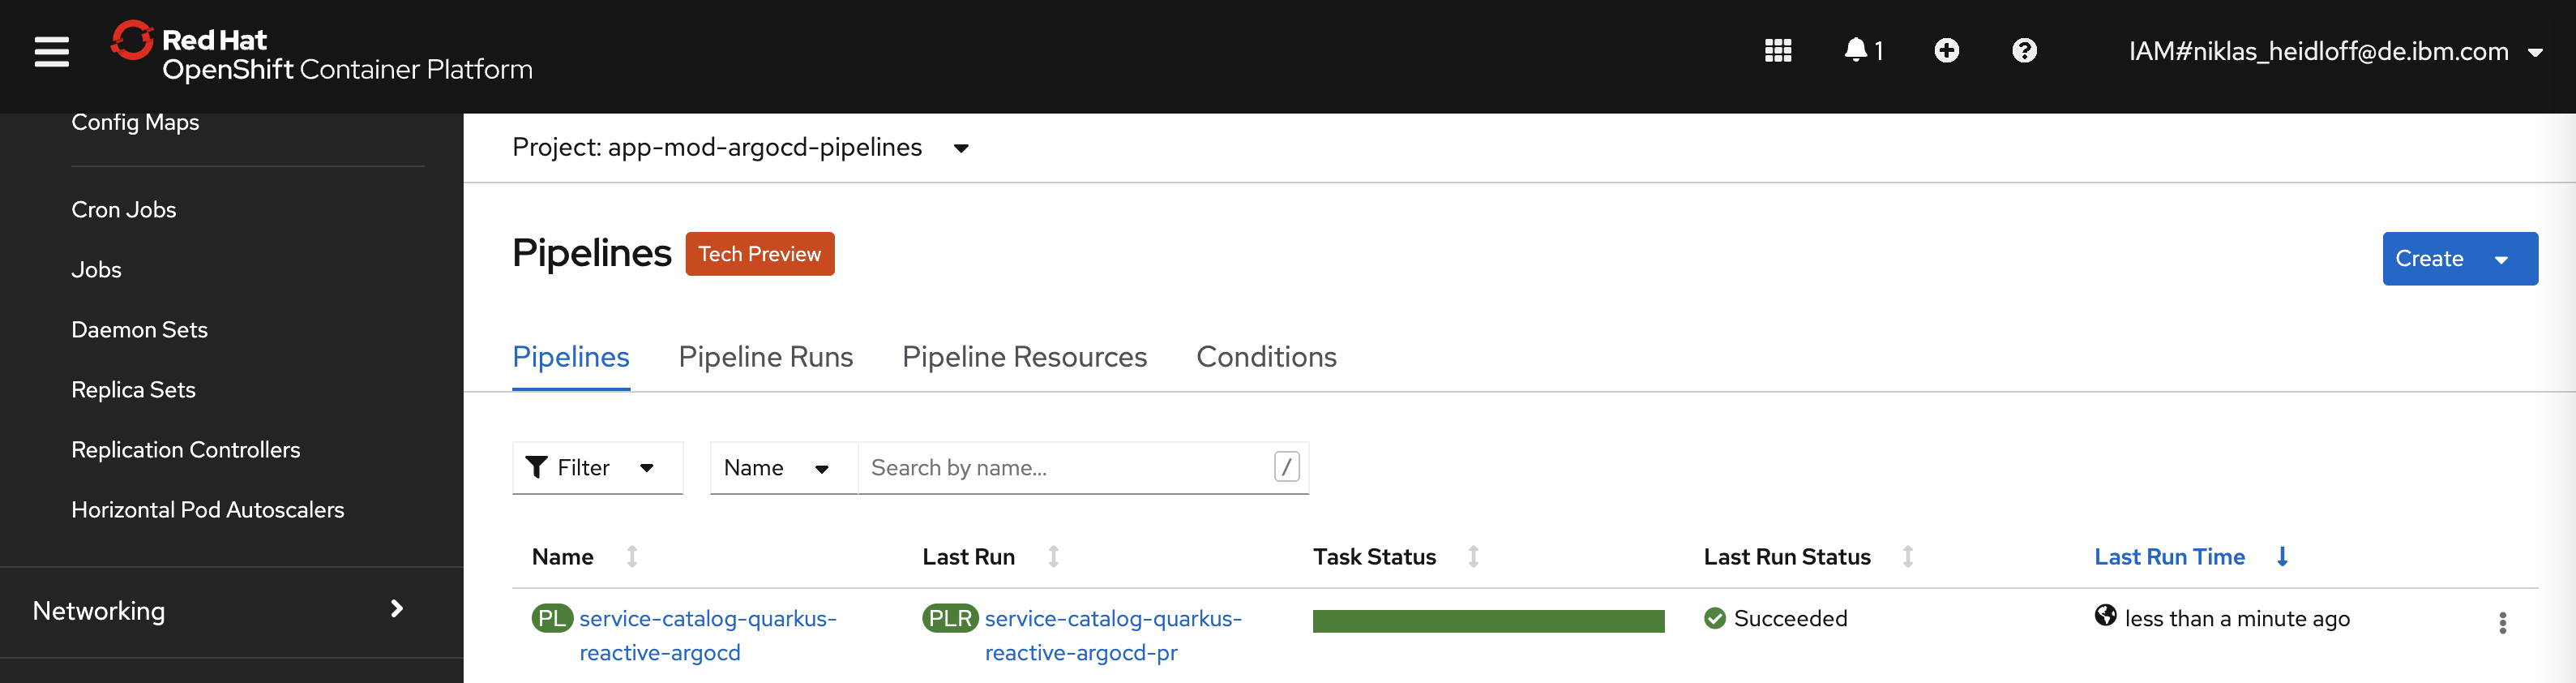 Red Hat
OpenShift Container Platform
1
IAM#niklas_heidloff@de.ibm.com
Config Maps
Cron Jobs
Jobs
Daemon Sets
Replica Sets
Replication Controllers
Horizontal Pod Autoscalers
Networking
Project: app-mod-argocd-pipelines
Pipelines Tech Preview
Create
Pipelines Pipeline Runs Pipeline Resources Conditions
Filter Name Search by name... /
Name Last Run Task Status Last Run Status Last Run Time
PL service-catalog-quarkus-
reactive-argocd
PLR service-catalog-quarkus-
reactive-argocd-pr
Succeeded
less than a minute ago